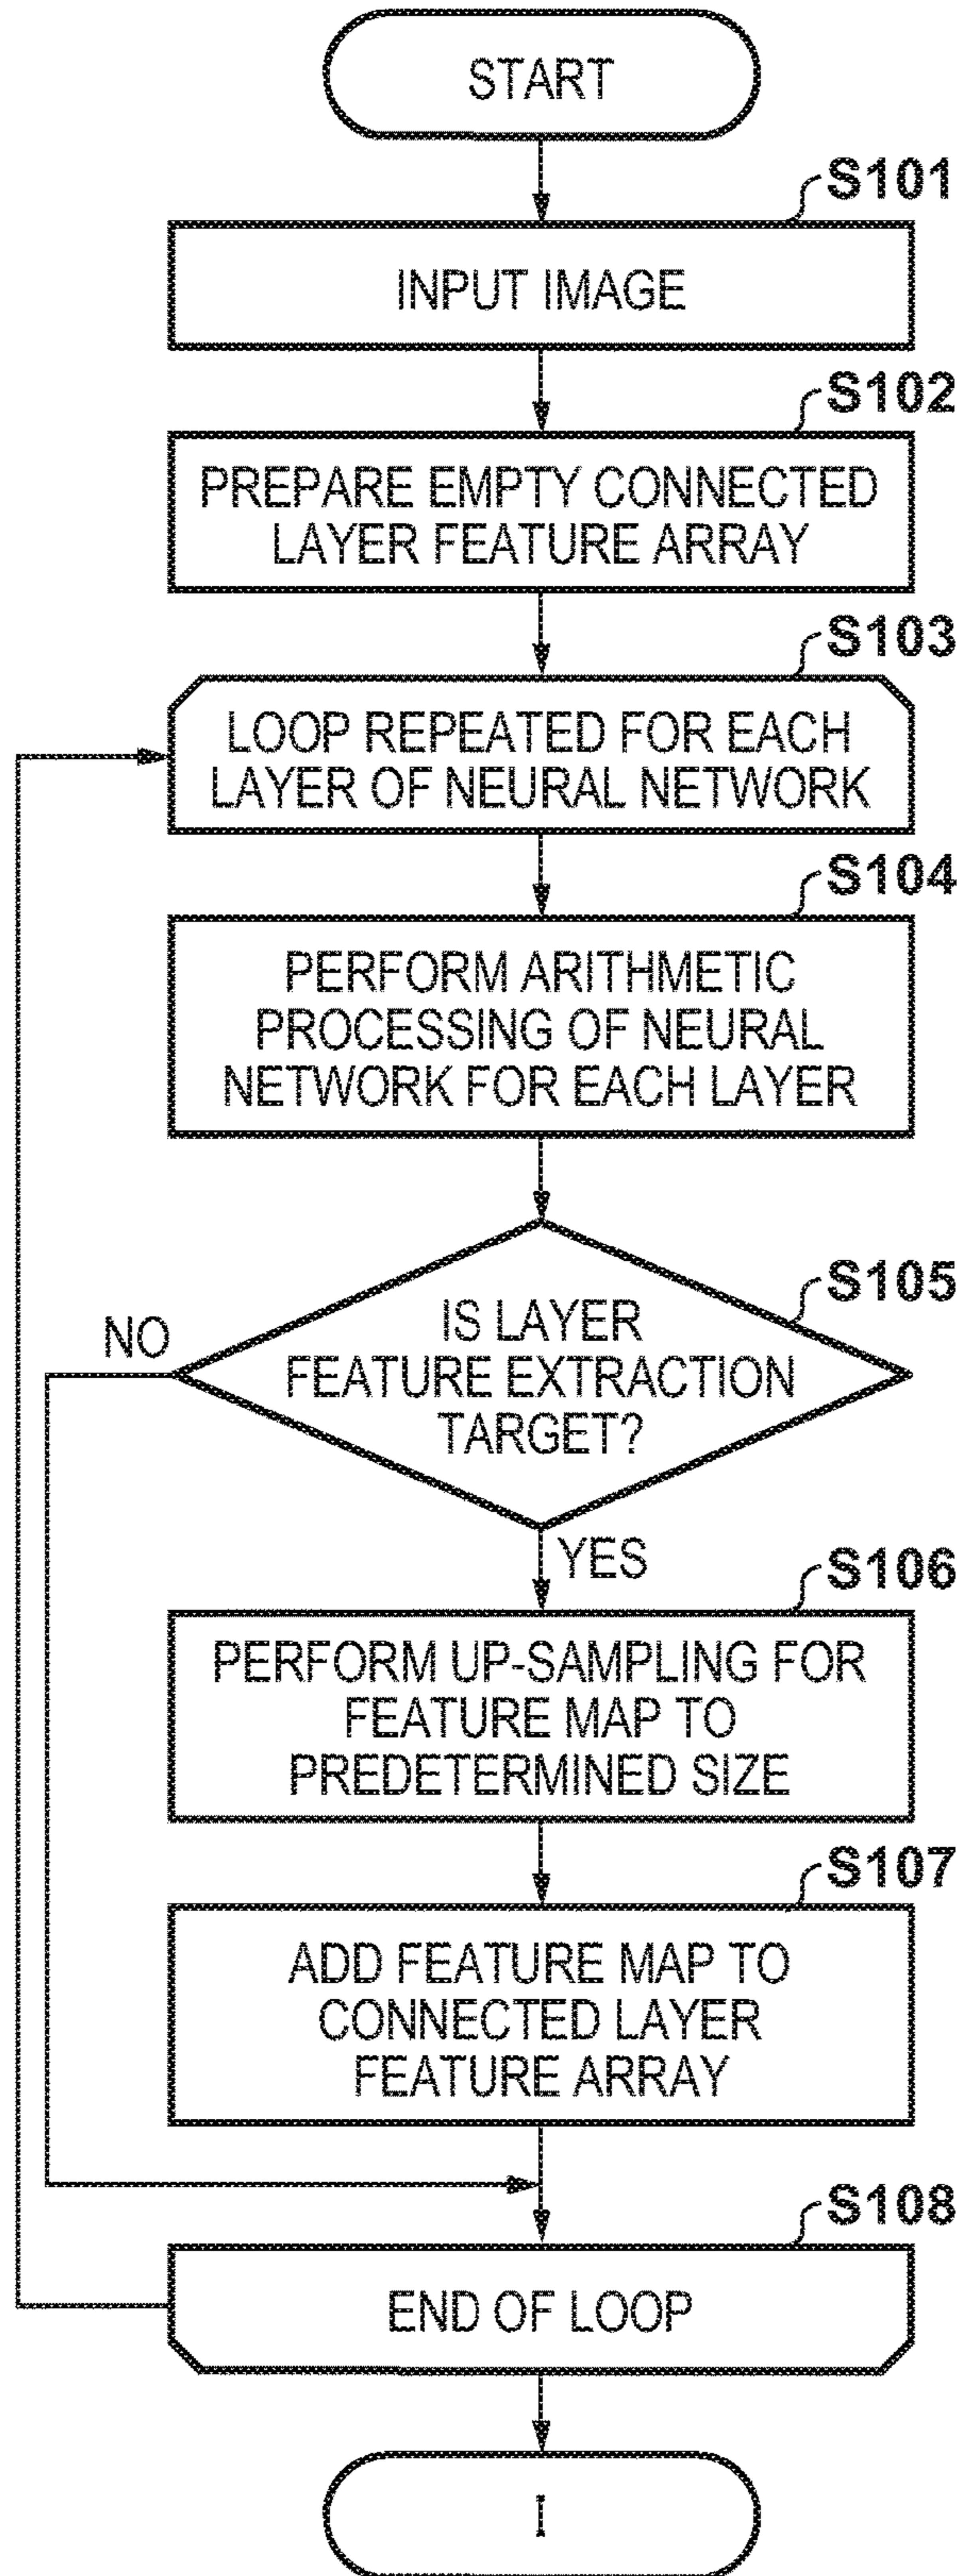 START
S101
INPUT IMAGE
S102
PREPARE EMPTY CONNECTED
LAYER FEATURE ARRAY
S103
LOOP REPEATED FOR EACH
LAYER OF NEURAL NETWORK
S104
PERFORM ARITHMETIC
PROCESSING OF NEURAL
NETWORK FOR EACH LAYER
S105
IS LAYER
FEATURE EXTRACTION
TARGET?
NO
YES
S106
PERFORM UP-SAMPLING FOR
FEATURE MAP TO
PREDETERMINED SIZE
S107
ADD FEATURE MAP TO
CONNECTED LAYER
FEATURE ARRAY
S108
END OF LOOP
I